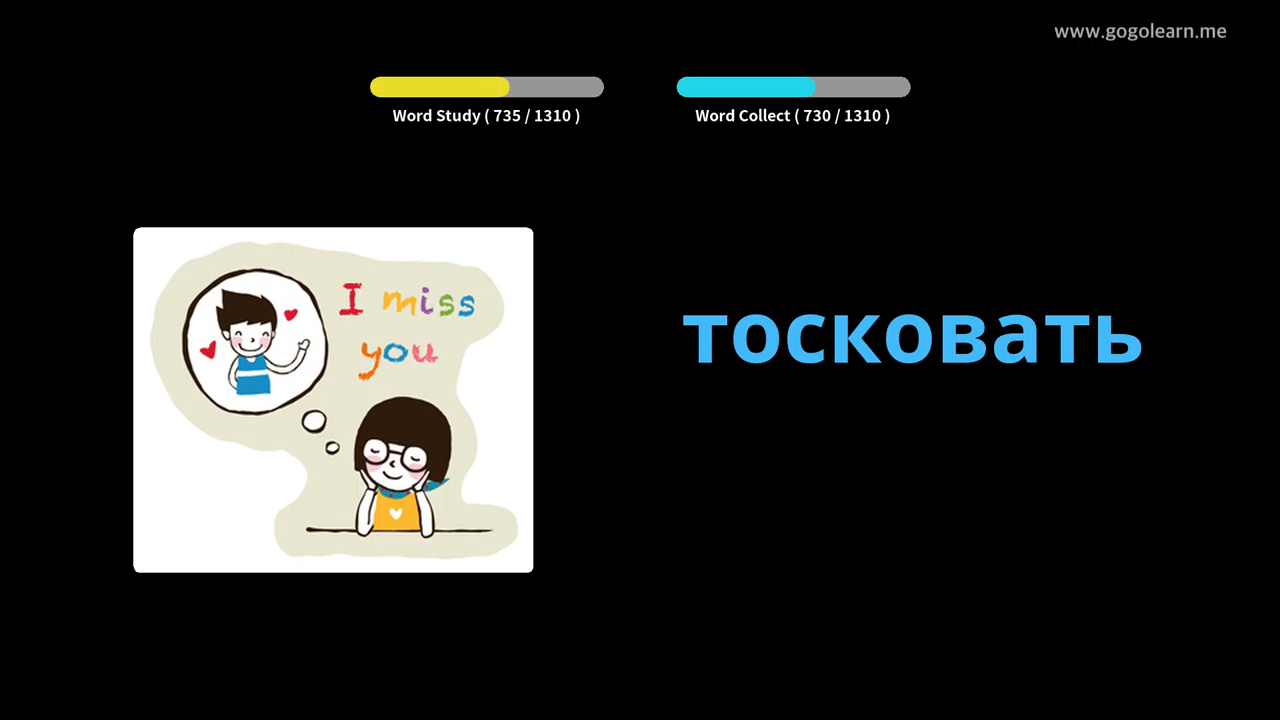 www.gogolearn.me
Word Study ( 735 / 1310 )
Word Collect ( 730 / 1310 )
I miss
you
тосковать